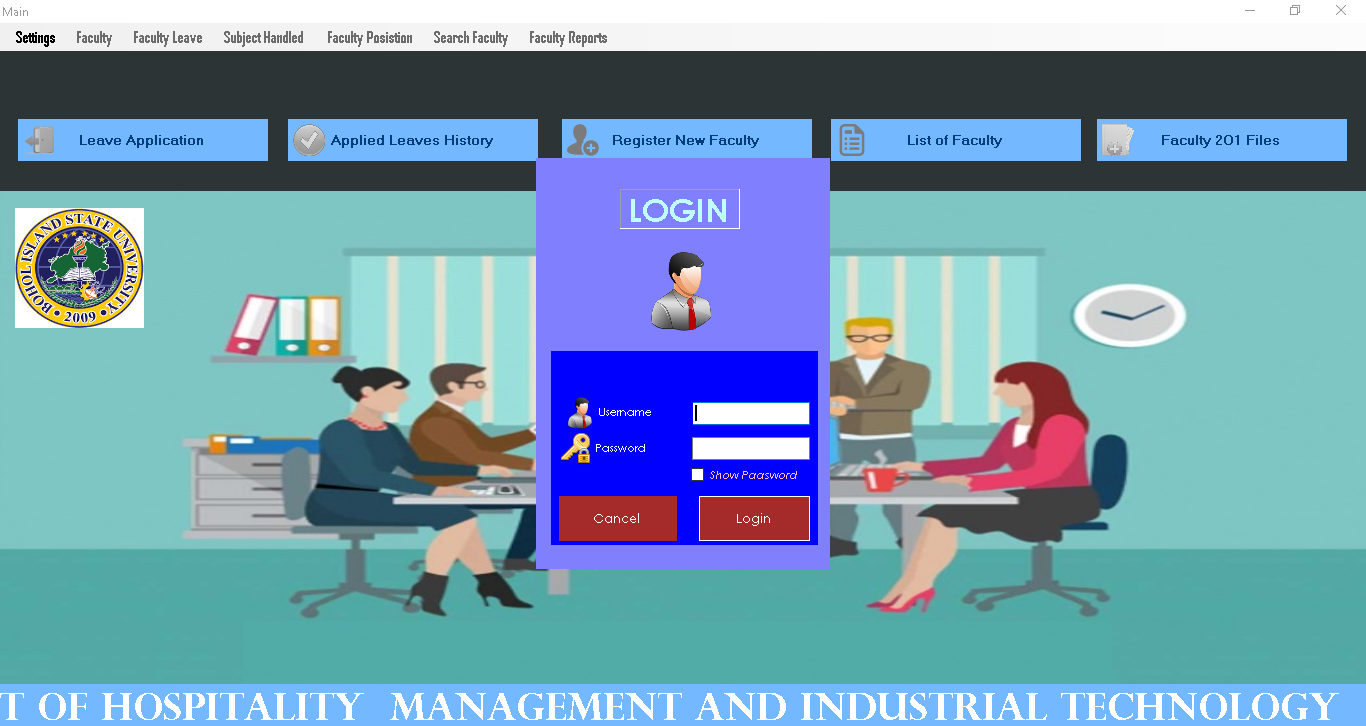 Main
Settings Faculty Faculty Leave Subject Handled Faculty Posistion Search Faculty Faculty Reports
Leave Application Applied Leaves History Register New Faculty List of Faculty Faculty 201 Files
LOGIN
BOHOL ISLAND STATE UNIVERSITY
2009
Username
Password
Show Paasword
Cancel Login
T OF HOSPITALITY MANAGEMENT AND INDUSTRIAL TECHNOLOGY